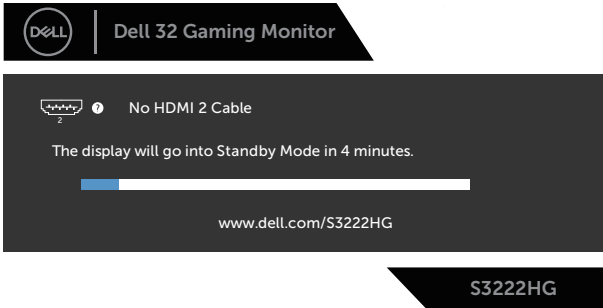 DELL
Dell 32 Gaming Monitor
? No HDMI 2 Cable
2
The display will go into Standby Mode in 4 minutes.
www.dell.com/S3222HG
S3222HG